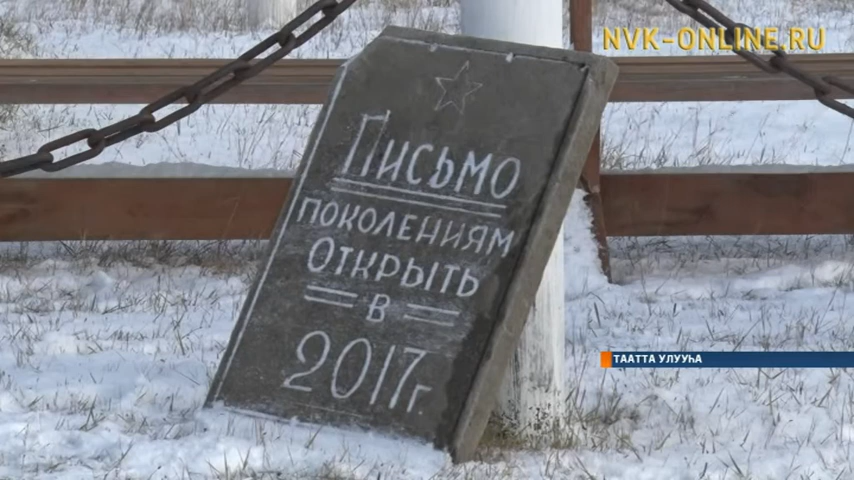 NVK-ONLINE.RU
Письмо
поколениям
открыть
в
2017г.
ТААТТА УЛУУҺА